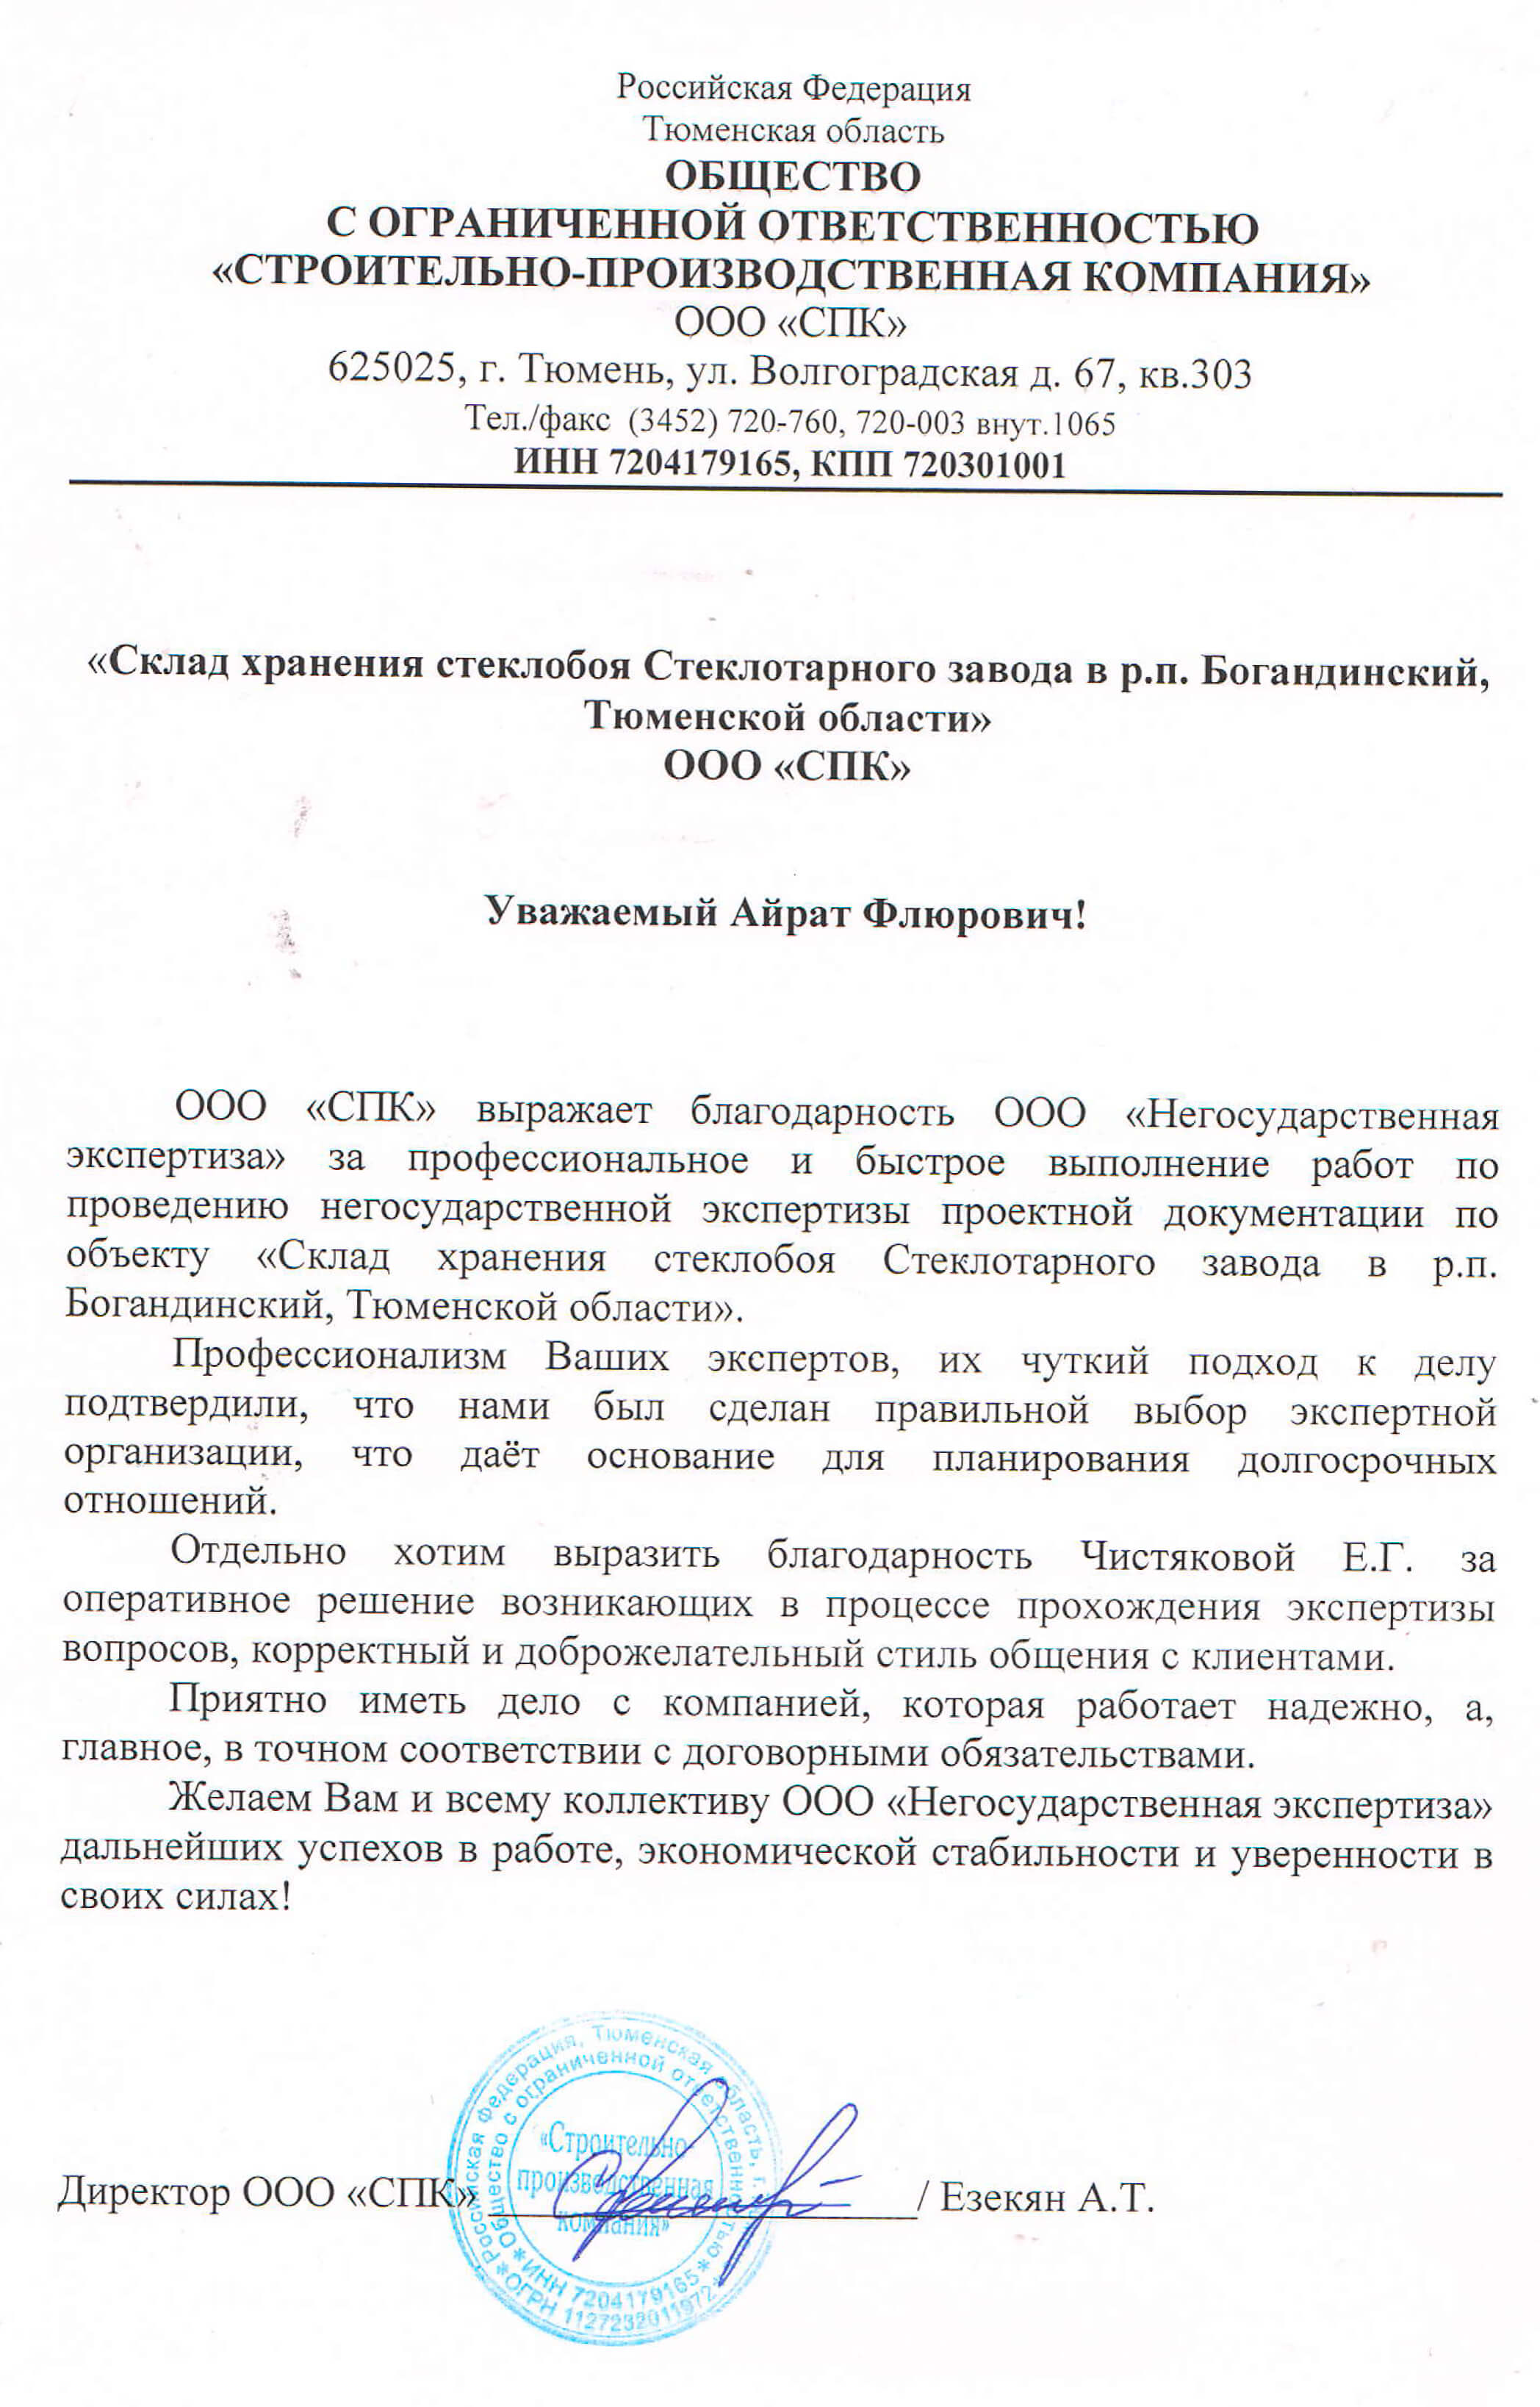 Российская Федерация
Тюменская область
ОБЩЕСТВО
С ОГРАНИЧЕННОЙ ОТВЕТСТВЕННОСТЬЮ
«СТРОИТЕЛЬНО-ПРОИЗВОДСТВЕННАЯ КОМПАНИЯ»
ООО «СПК»
625025, г. Тюмень, ул. Волгоградская д. 67, кв.303
Тел./факс (3452) 720-760, 720-003 внут.1065
ИНН 7204179165, КПП 720301001
«Склад хранения стеклобоя Стеклотарного завода в р.п. Богандинский,
Тюменской области»
ООО «СПК»
Уважаемый Айрат Флюрович!
ООО «СПК» выражает благодарность ООО «Негосударственная
экспертиза» за профессиональное и быстрое выполнение работ по
проведению негосударственной экспертизы проектной документации по
объекту «Склад хранения стеклобоя Стеклотарного завода в р.п.
Богандинский, Тюменской области».
Профессионализм Ваших экспертов, их чуткий подход к делу
подтвердили, что нами был сделан правильной выбор экспертной
организации, что даёт основание для планирования долгосрочных
отношений.
Отдельно хотим выразить благодарность Чистяковой Е.Г. за
оперативное решение возникающих в процессе прохождения экспертизы
вопросов, корректный и доброжелательный стиль общения с клиентами.
Приятно иметь дело с компанией, которая работает надежно, а,
главное, в точном соответствии с договорными обязательствами.
Желаем Вам и всему коллективу ООО «Негосударственная экспертиза»
дальнейших успехов в работе, экономической стабильности и уверенности в
своих силах!
Директор ООО «СПК» / Езекян А.Т.
Российская Федерация, Тюменская область, г.
Общество с ограниченной ответственностью
«Строительно-
производственная
компания»
* ИНН 7204179165 *
* ОГРН 1127232011972 *